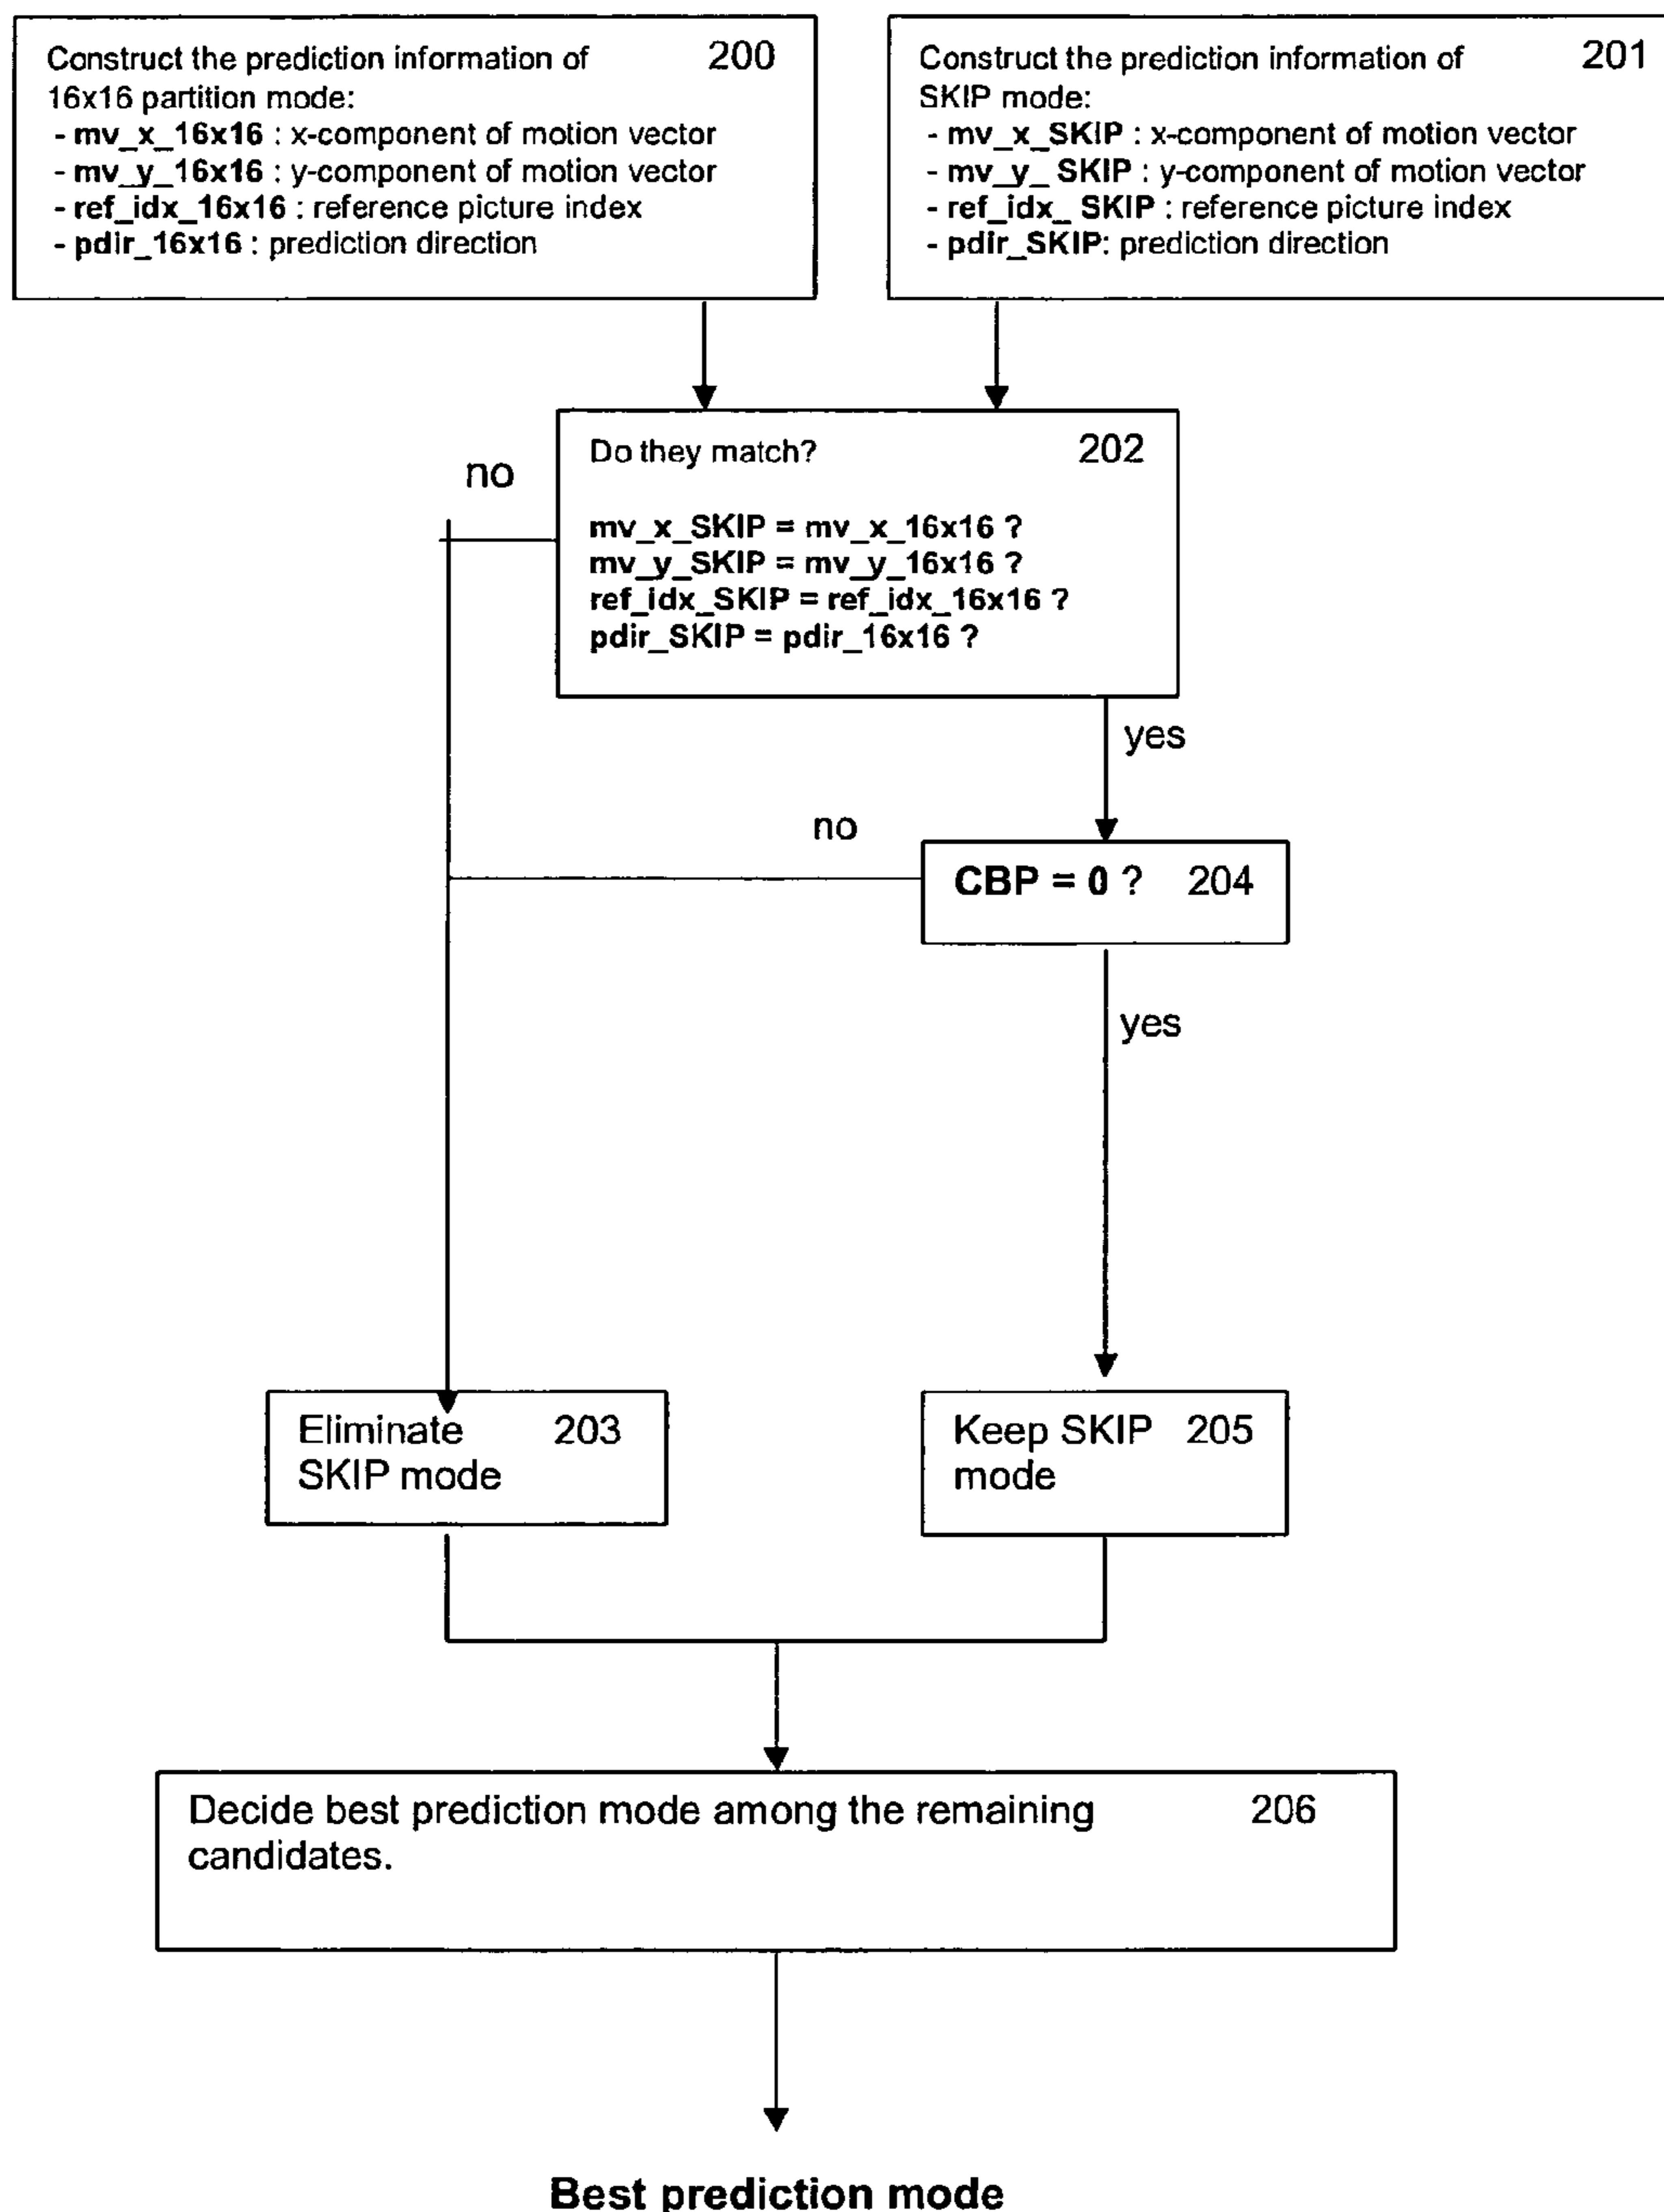 Construct the prediction information of 200
16x16 partition mode:
- mv_x_16x16 : x-component of motion vector
- mv_y_16x16 : y-component of motion vector
- ref_idx_16x16 : reference picture index
- pdir_16x16 : prediction direction
Construct the prediction information of 201
SKIP mode:
- mv_x_SKIP : x-component of motion vector
- mv_y_ SKIP : y-component of motion vector
- ref_idx_ SKIP : reference picture index
- pdir_SKIP: prediction direction
Do they match? 202
no
mv_x_SKIP = mv_x_16x16 ?
mv_y_SKIP = mv_y_16x16 ?
ref_idx_SKIP = ref_idx_16x16 ?
pdir_SKIP = pdir_16x16 ?
yes
no
CBP = 0 ? 204
yes
Eliminate 203
SKIP mode
Keep SKIP 205
mode
Decide best prediction mode among the remaining 206
candidates.
Best prediction mode